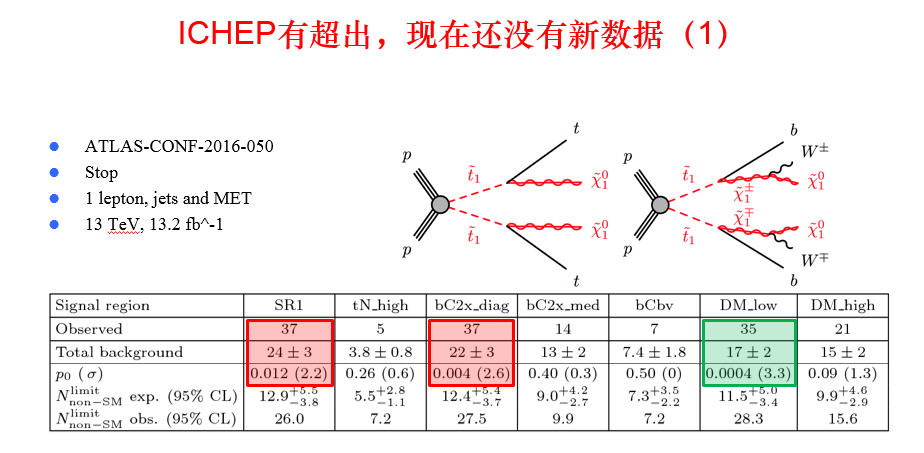 ICHEP有超出，现在还没有新数据（1）
ATLAS-CONF-2016-050
Stop
1 lepton, jets and MET
13 TeV, 13.2 fb^-1
p p t̃₁ t̃₁ t χ̃⁰₁ χ̃⁰₁ t
p p t̃₁ t̃₁ b W± χ̃±₁ χ̃⁰₁ χ̃∓₁ χ̃⁰₁ W∓ b
Signal region SR1 tN_high bC2x_diag bC2x_med bCbv DM_low DM_high
Observed 37 5 37 14 7 35 21
Total background 24 ± 3 3.8 ± 0.8 22 ± 3 13 ± 2 7.4 ± 1.8 17 ± 2 15 ± 2
p₀ (σ) 0.012 (2.2) 0.26 (0.6) 0.004 (2.6) 0.40 (0.3) 0.50 (0) 0.0004 (3.3) 0.09 (1.3)
N^limit_non−SM exp. (95% CL) 12.9^+5.5_−3.8 5.5^+2.8_−1.1 12.4^+5.4_−3.7 9.0^+4.2_−2.7 7.3^+3.5_−2.2 11.5^+5.0_−3.4 9.9^+4.6_−2.9
N^limit_non−SM obs. (95% CL) 26.0 7.2 27.5 9.9 7.2 28.3 15.6